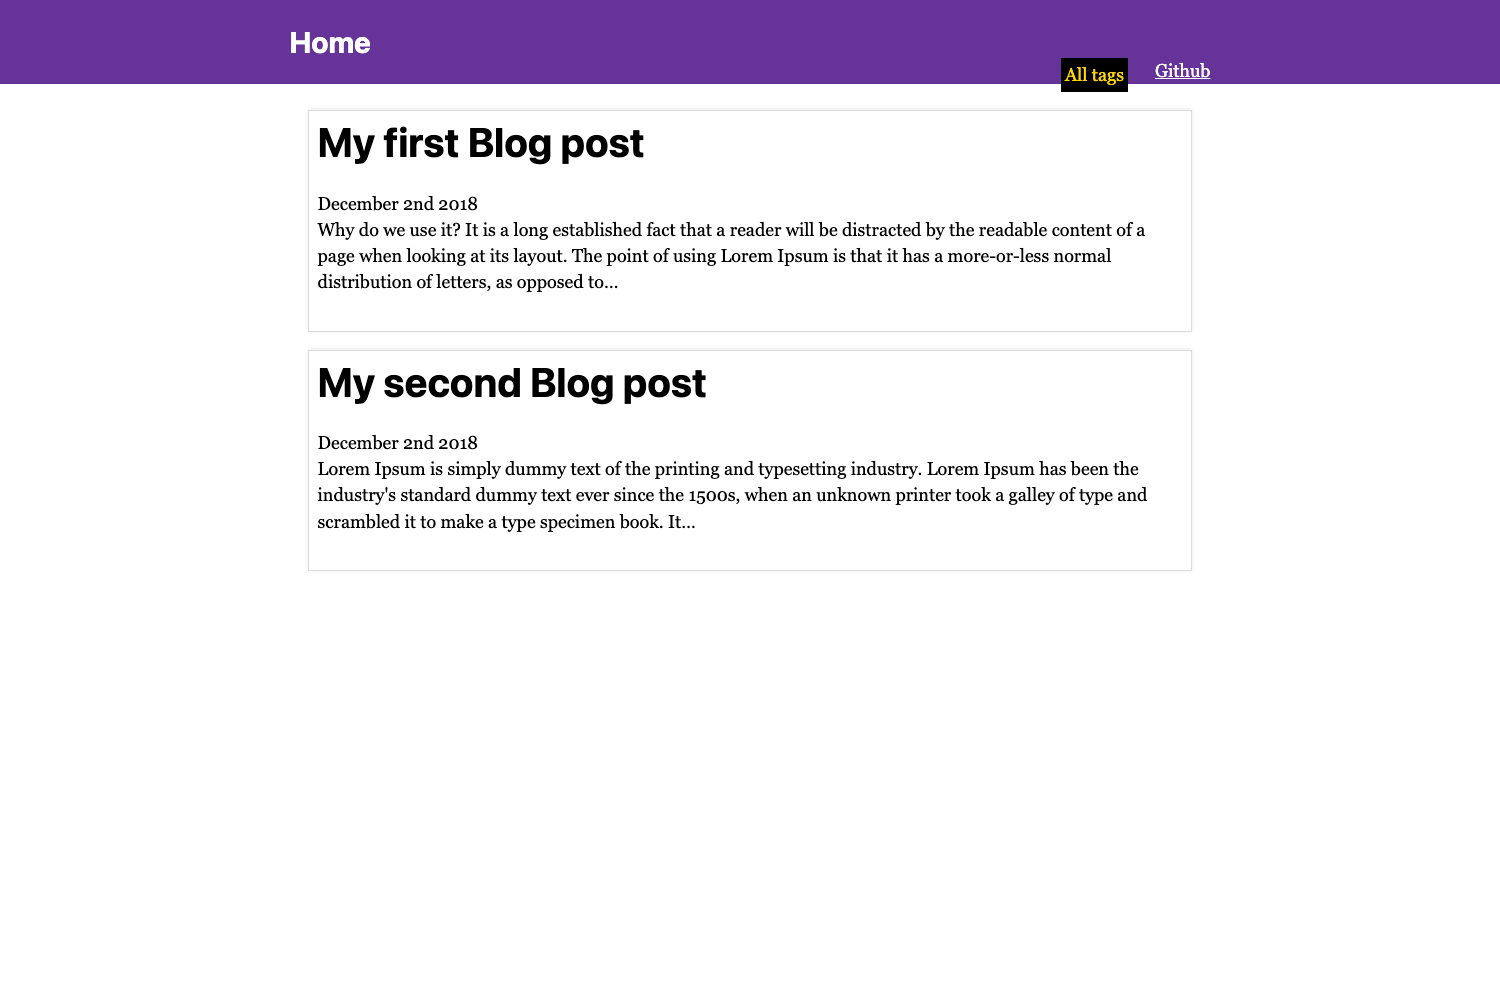 Home
All tags
Github
My first Blog post
December 2nd 2018
Why do we use it? It is a long established fact that a reader will be distracted by the readable content of a
page when looking at its layout. The point of using Lorem Ipsum is that it has a more-or-less normal
distribution of letters, as opposed to…
My second Blog post
December 2nd 2018
Lorem Ipsum is simply dummy text of the printing and typesetting industry. Lorem Ipsum has been the
industry's standard dummy text ever since the 1500s, when an unknown printer took a galley of type and
scrambled it to make a type specimen book. It…